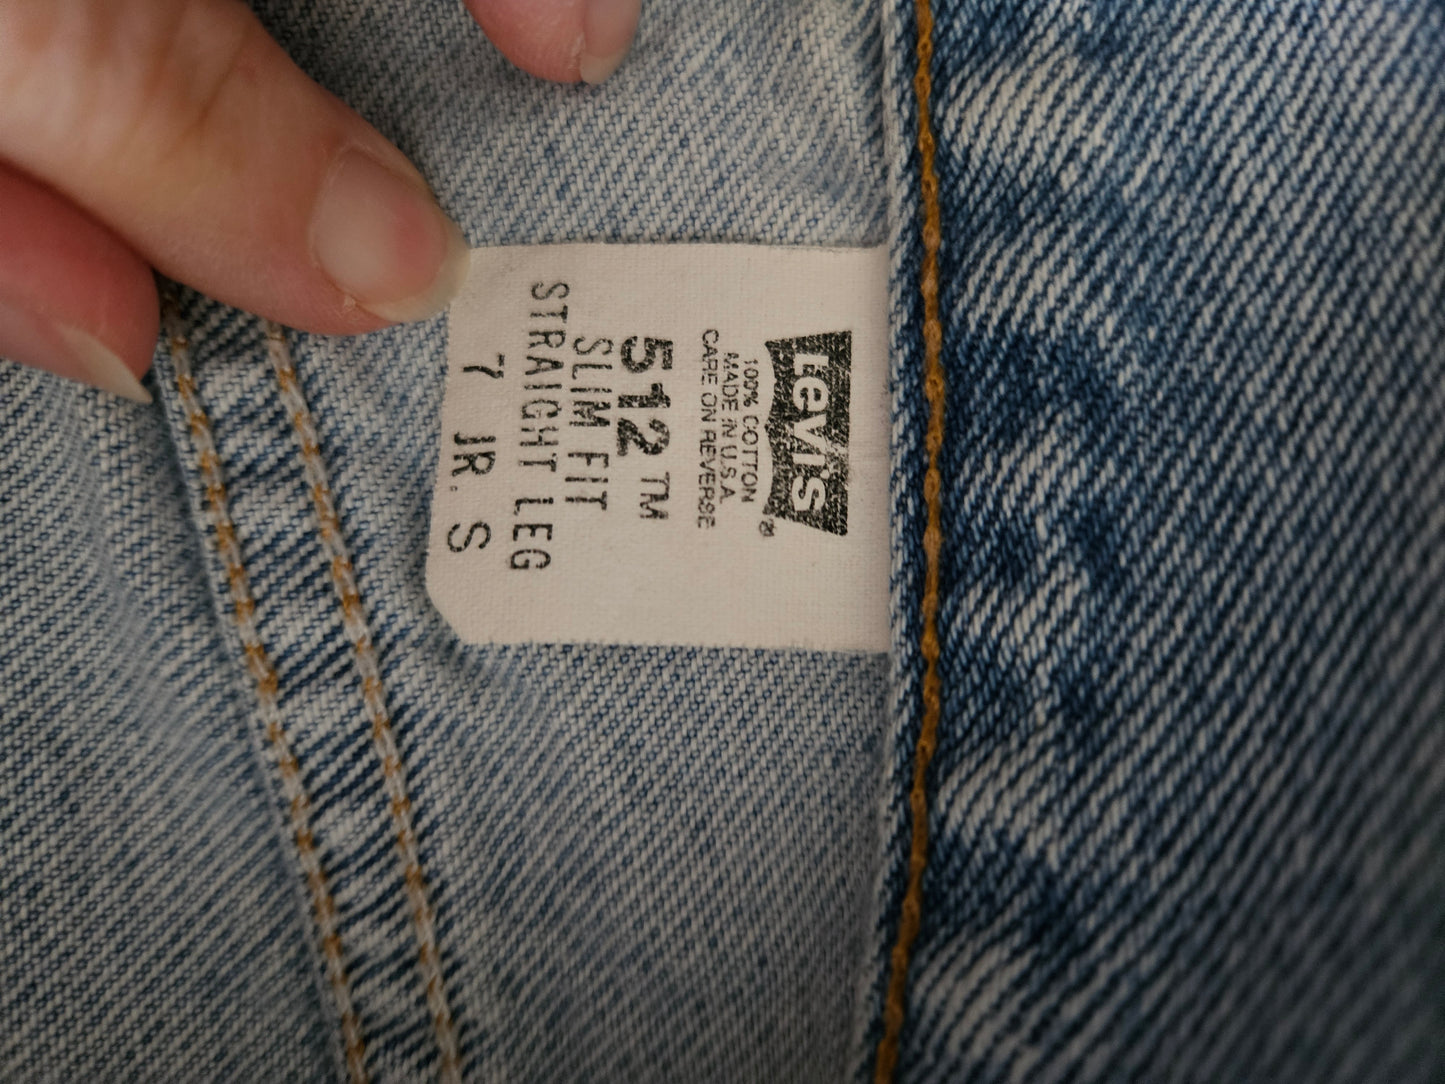 Levi's ®
100% COTTON
MADE IN U.S.A.
CARE ON REVERSE
512 TM
SLIM FIT
STRAIGHT LEG
7 JR. S